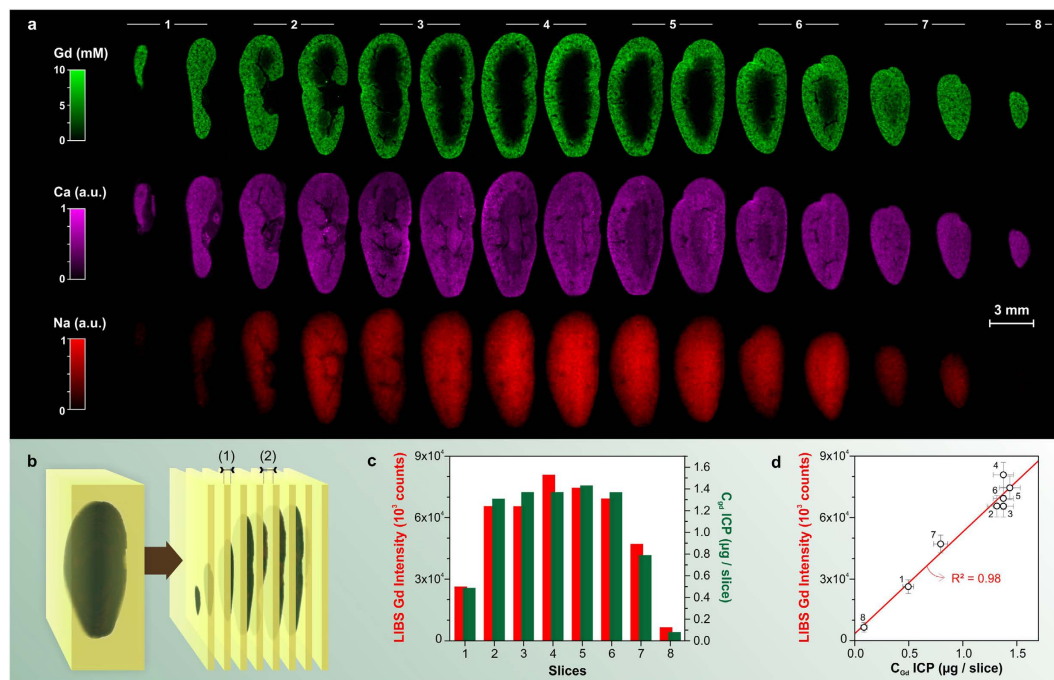 1 2 3 4 5 6 7 8
a
Gd (mM)
10
5
0
Ca (a.u.)
1
0
3 mm
Na (a.u.)
1
0
b
(1) (2)
c
LIBS Gd Intensity (10³ counts)
9x10⁴
6x10⁴
3x10⁴
0
1 2 3 4 5 6 7 8
Slices
1.6
1.4
1.2
1.0
0.8
0.6
0.4
0.2
0.0
C_gd ICP (µg / slice)
d
LIBS Gd Intensity (10³ counts)
9x10⁴
6x10⁴
3x10⁴
0
4
6
5
2 3
7
1
8
R² = 0.98
0.0 0.5 1.0 1.5
C_Gd ICP (µg / slice)